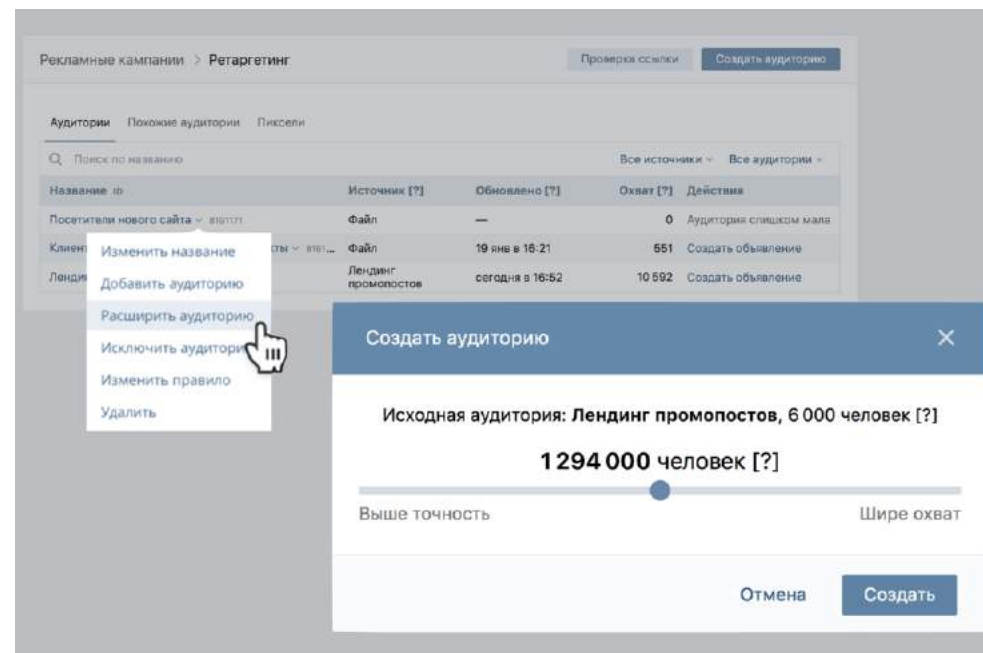 Рекламные кампании > Ретаргетинг
Проверка ссылки
Создать аудиторию
Аудитории Похожие аудитории Пиксели
Поиск по названию
Все источники Все аудитории
Название ID Источник [?] Обновлено [?] Охват [?] Действия
Посетители нового сайта Файл — 0 Аудитория слишком мала
Файл 19 янв в 16:21 651 Создать объявление
Лендинг промопостов сегодня в 16:52 10 592 Создать объявление
Изменить название
Добавить аудиторию
Расширить аудиторию
Исключить аудитори
Изменить правило
Удалить
Создать аудиторию
Исходная аудитория: Лендинг промопостов, 6 000 человек [?]
1 294 000 человек [?]
Выше точность Шире охват
Отмена Создать